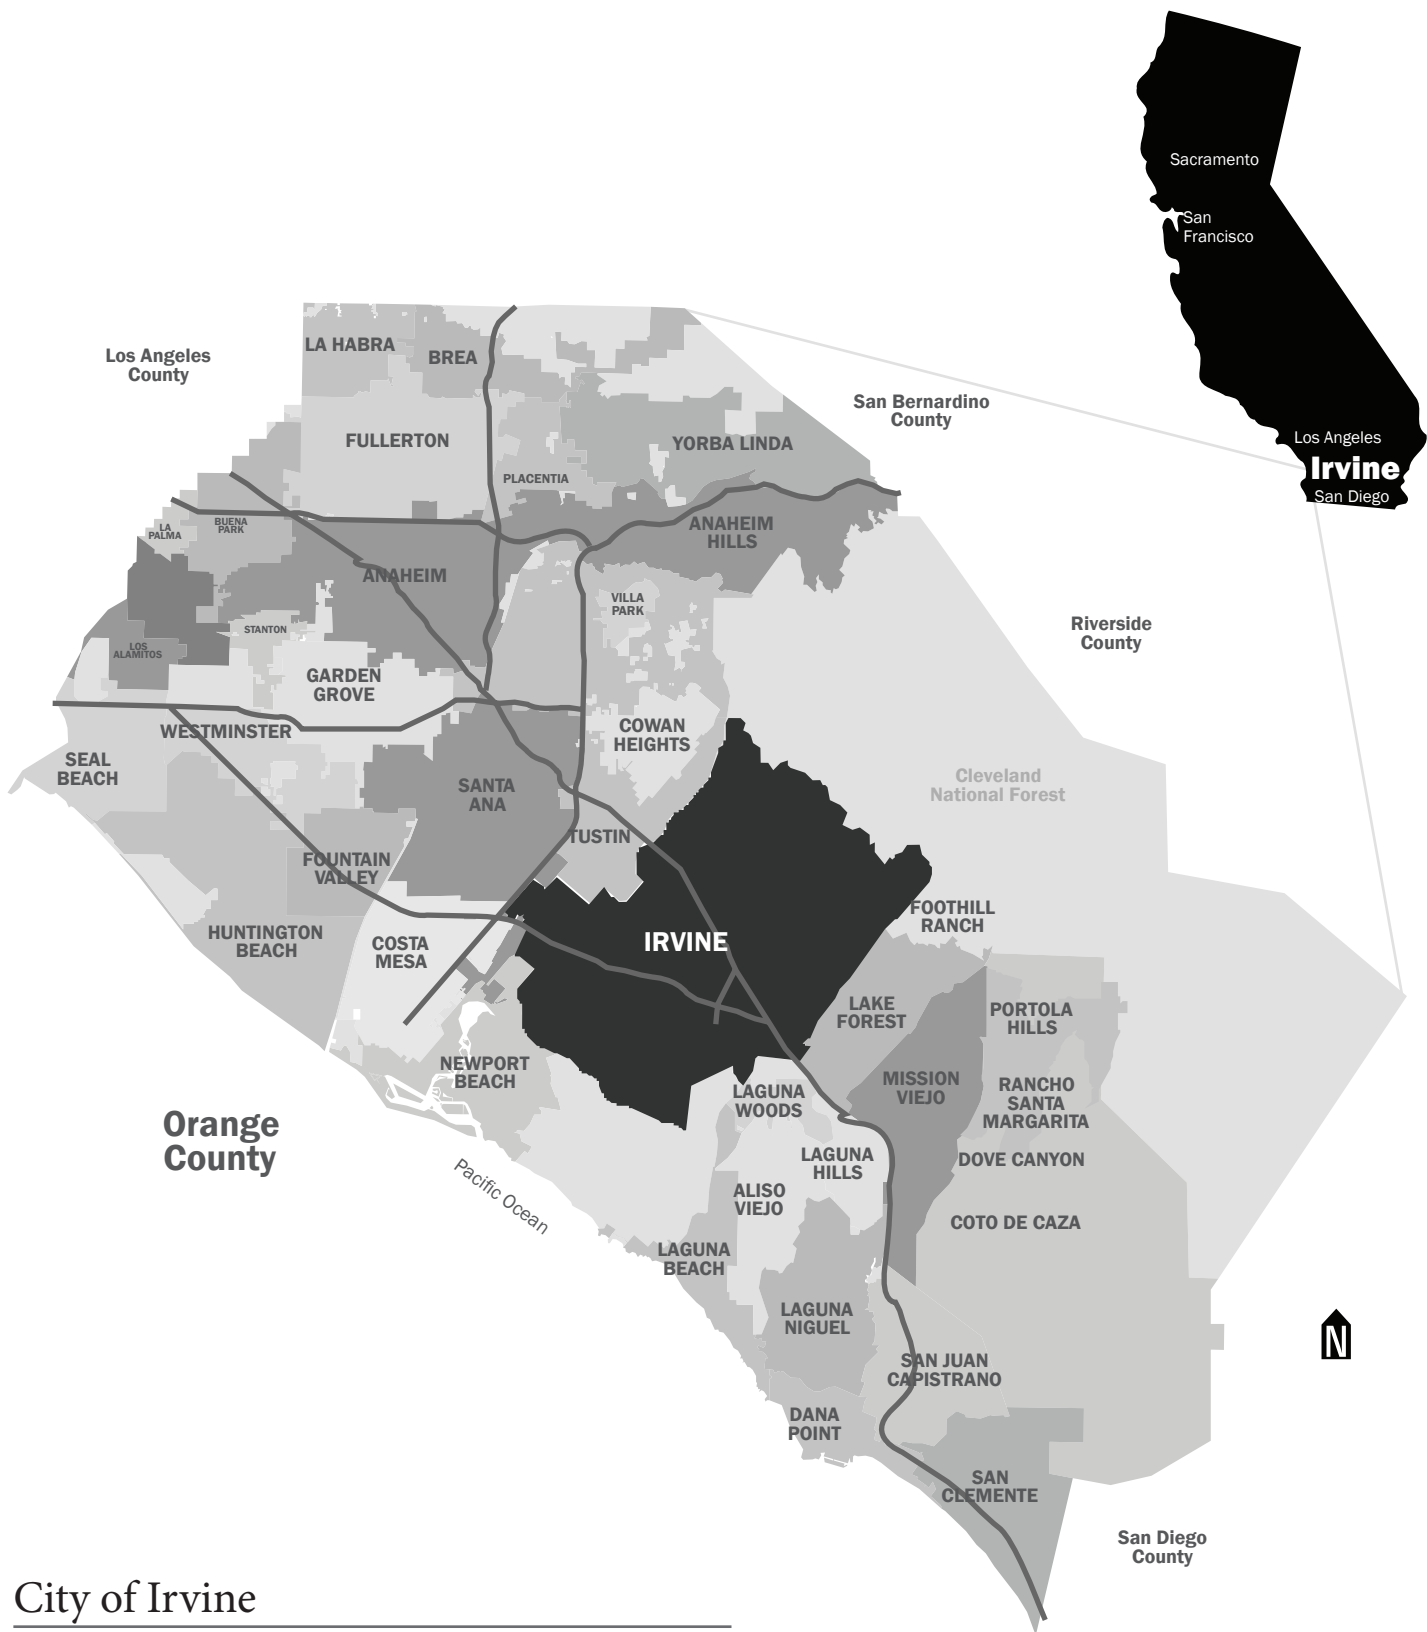 Sacramento
San
Francisco
Los Angeles
Irvine
San Diego
Los Angeles
County
LA HABRA
BREA
San Bernardino
County
FULLERTON
YORBA LINDA
PLACENTIA
LA
PALMA
BUENA
PARK
ANAHEIM
HILLS
ANAHEIM
VILLA
PARK
STANTON
Riverside
County
LOS
ALAMITOS
GARDEN
GROVE
WESTMINSTER
COWAN
HEIGHTS
SEAL
BEACH
SANTA
ANA
Cleveland
National Forest
TUSTIN
FOUNTAIN
VALLEY
FOOTHILL
RANCH
HUNTINGTON
BEACH
COSTA
MESA
IRVINE
LAKE
FOREST
PORTOLA
HILLS
NEWPORT
BEACH
MISSION
VIEJO
LAGUNA
WOODS
RANCHO
SANTA
MARGARITA
Orange
County
LAGUNA
HILLS
DOVE CANYON
Pacific Ocean
ALISO
VIEJO
COTO DE CAZA
LAGUNA
BEACH
LAGUNA
NIGUEL
N
SAN JUAN
CAPISTRANO
DANA
POINT
SAN
CLEMENTE
San Diego
County
City of Irvine